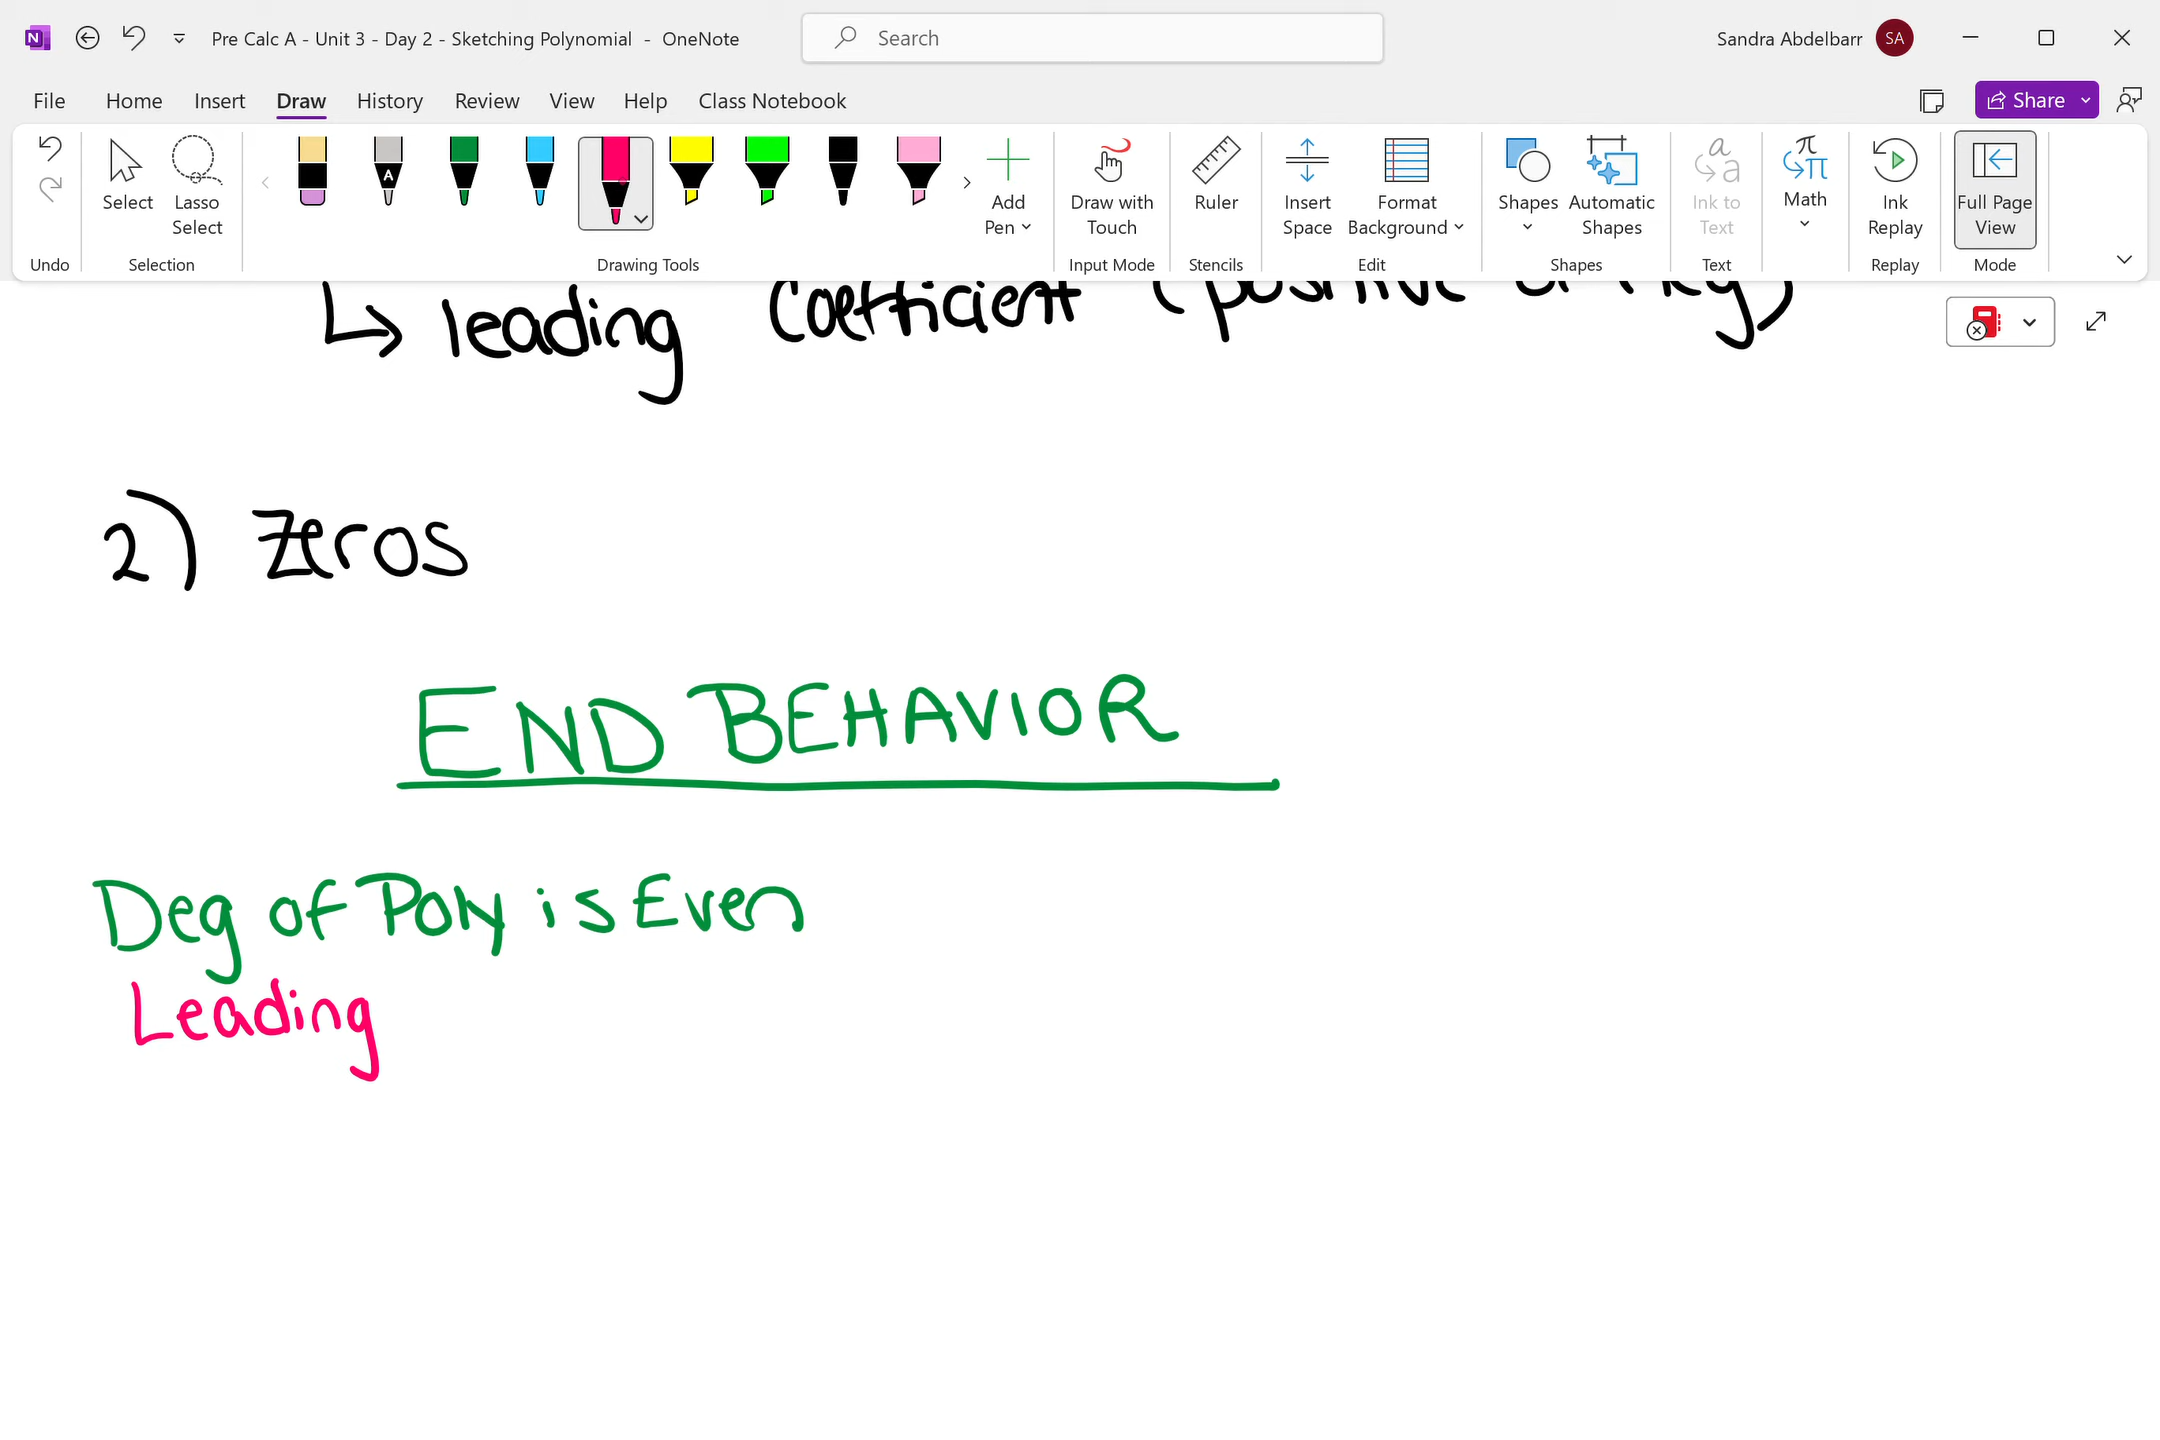 Pre Calc A - Unit 3 - Day 2 - Sketching Polynomial - OneNote
Search
Sandra Abdelbarr SA
File Home Insert Draw History Review View Help Class Notebook
Share
Select
Lasso Select
Add Pen
Draw with Touch
Ruler
Insert Space
Format Background
Shapes
Automatic Shapes
Ink to Text
Math
Ink Replay
Full Page View
Undo Selection Drawing Tools Input Mode Stencils Edit Shapes Text Replay Mode
↳ leading Coefficient (positive or neg)
2) Zeros
END BEHAVIOR
Deg of Poly is Even
Leading